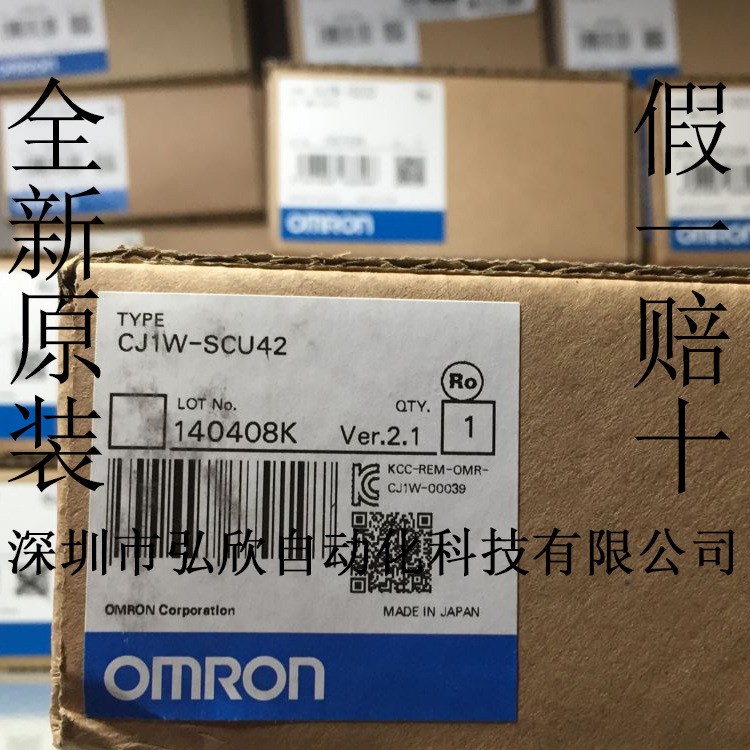 OMRON
OMRON
OMRON
全新原装
假一赔十
TYPE
CJ1W-SCU42
Ro
LOT No.
QTY.
140408K
Ver.2.1
1
KCC-REM-OMR-
CJ1W-00039
深圳市弘欣自动化科技有限公司
OMRON Corporation
MADE IN JAPAN
OMRON